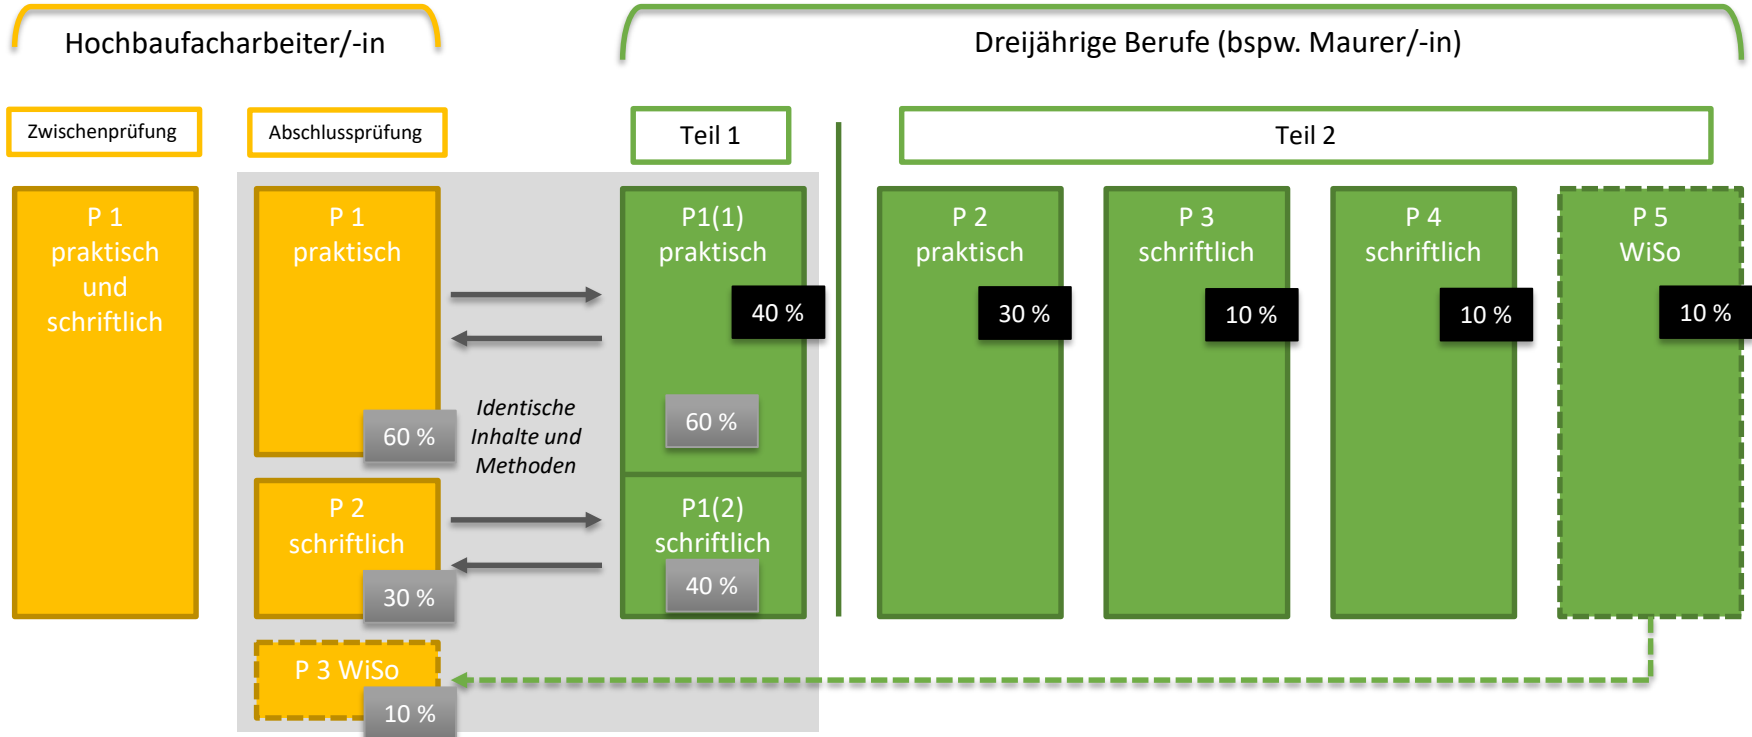 Hochbaufacharbeiter/-in
Dreijährige Berufe (bspw. Maurer/-in)
Zwischenprüfung
Abschlussprüfung
Teil 1
Teil 2
P 1
praktisch
und
schriftlich
P 1
praktisch
60 %
P 2
schriftlich
30 %
P 3 WiSo
10 %
Identische
Inhalte und
Methoden
P1(1)
praktisch
40 %
60 %
P1(2)
schriftlich
40 %
P 2
praktisch
30 %
P 3
schriftlich
10 %
P 4
schriftlich
10 %
P 5
WiSo
10 %